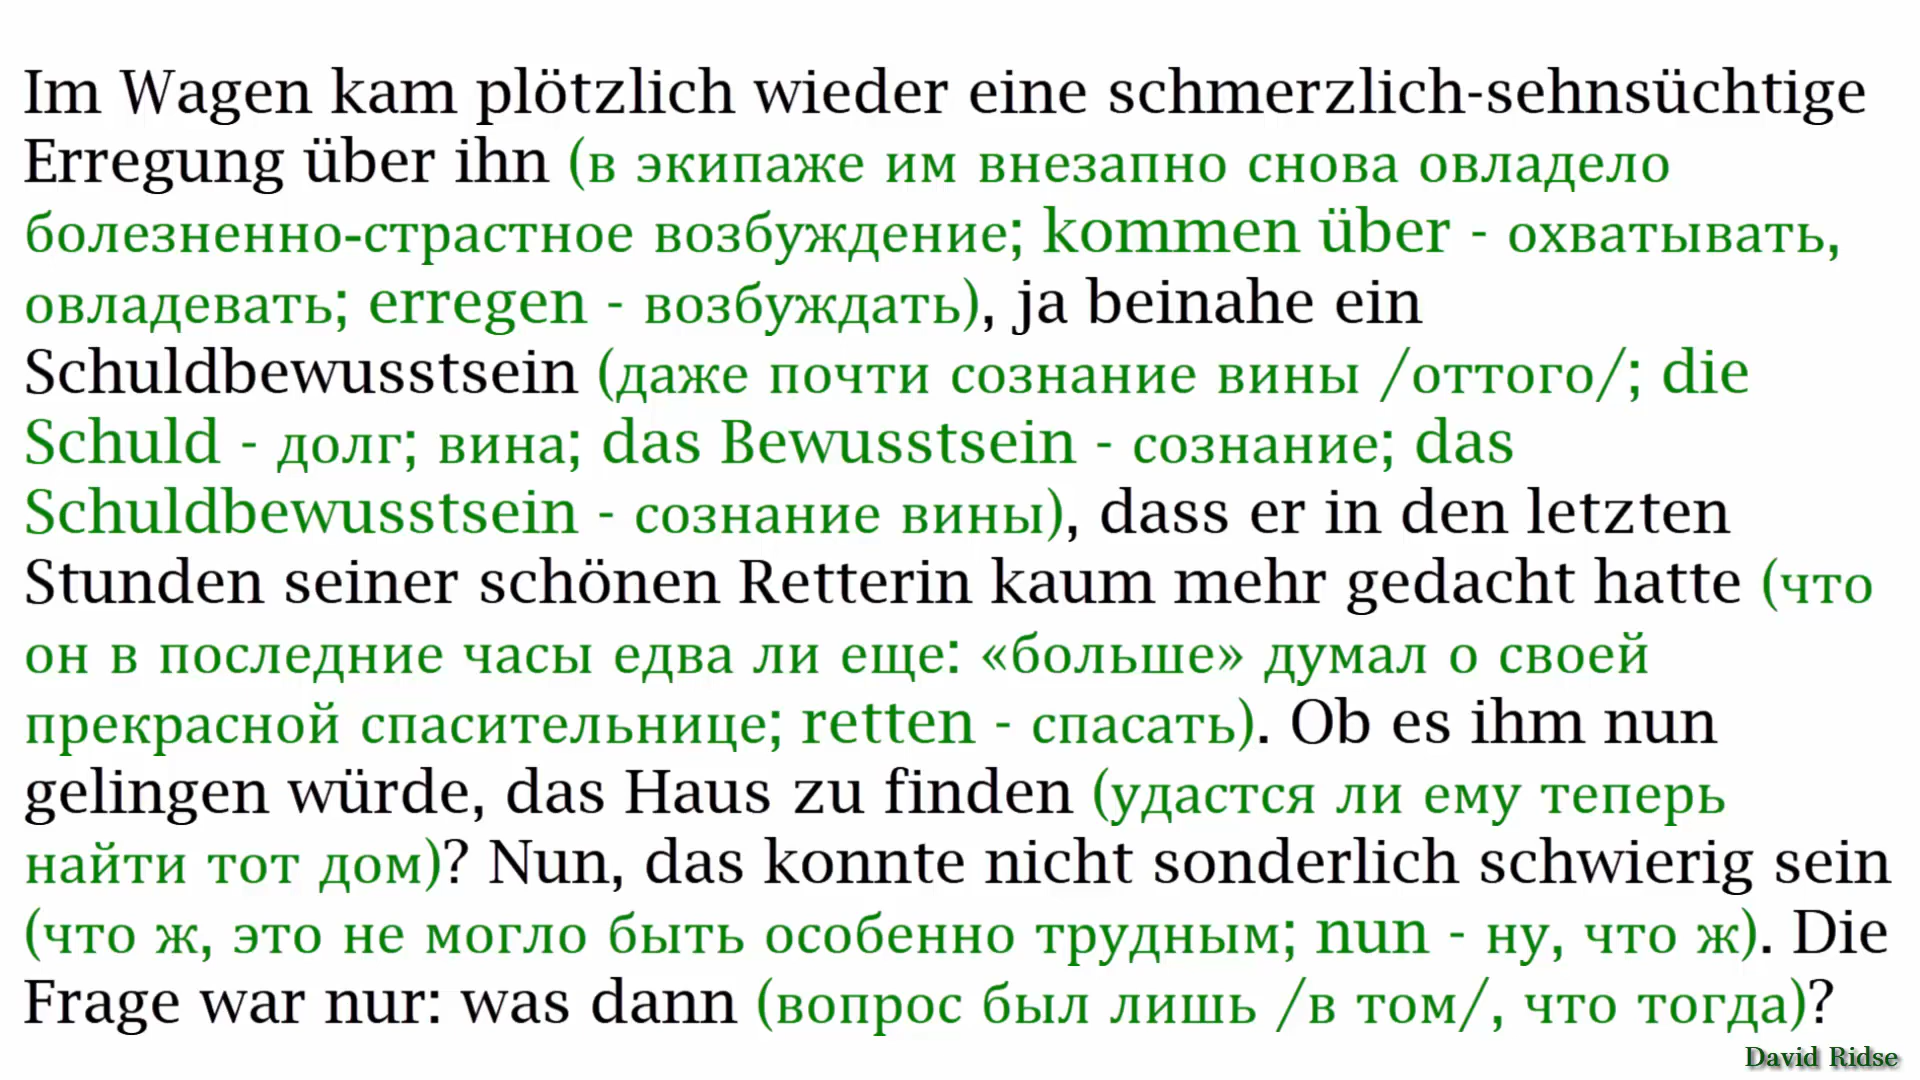 Im Wagen kam plötzlich wieder eine schmerzlich-sehnsüchtige
Erregung über ihn (в экипаже им внезапно снова овладело
болезненно-страстное возбуждение; kommen über - охватывать,
овладевать; erregen - возбуждать), ja beinahe ein
Schuldbewusstsein (даже почти сознание вины /оттого/; die
Schuld - долг; вина; das Bewusstsein - сознание; das
Schuldbewusstsein - сознание вины), dass er in den letzten
Stunden seiner schönen Retterin kaum mehr gedacht hatte (что
он в последние часы едва ли еще: «больше» думал о своей
прекрасной спасительнице; retten - спасать). Ob es ihm nun
gelingen würde, das Haus zu finden (удастся ли ему теперь
найти тот дом)? Nun, das konnte nicht sonderlich schwierig sein
(что ж, это не могло быть особенно трудным; nun - ну, что ж). Die
Frage war nur: was dann (вопрос был лишь /в том/, что тогда)?
David Ridse